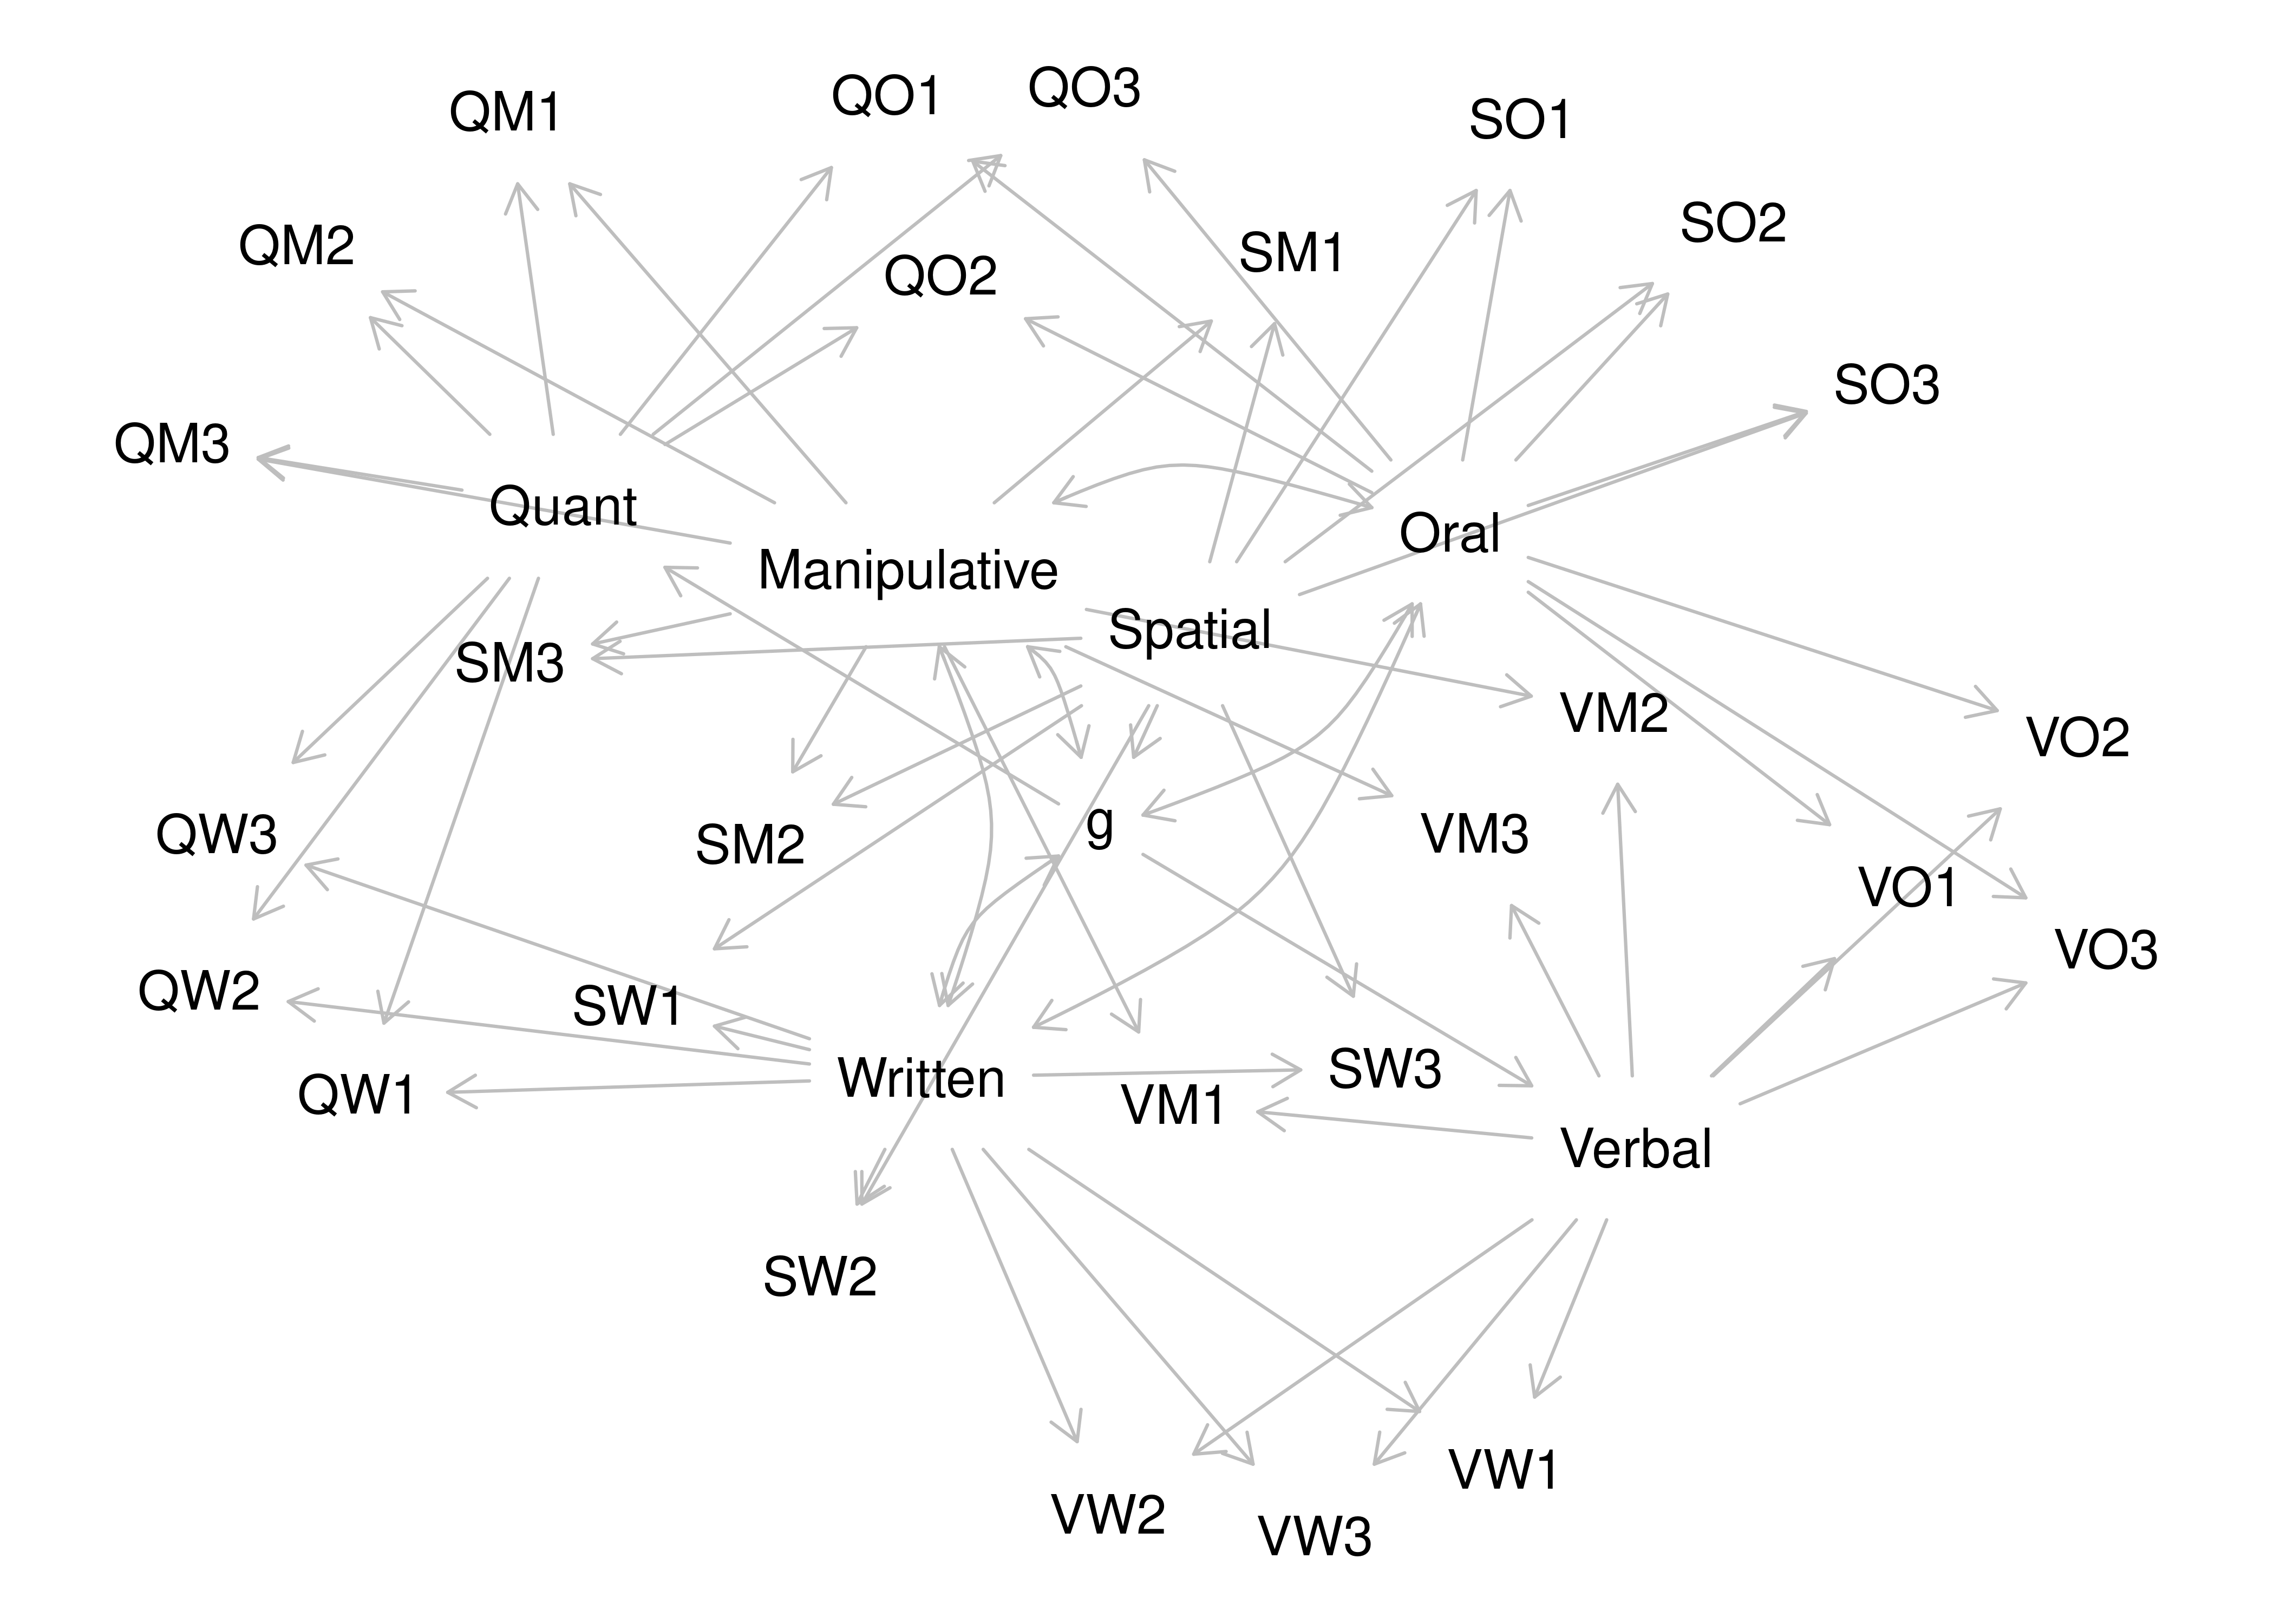 QO3
QO1
QM1
SO1
SO2
QM2
SM1
QO2
SO3
QM3
Quant
Oral
Manipulative
Spatial
SM3
VM2
VO2
g
QW3
VM3
SM2
VO1
VO3
QW2
SW1
SW3
Written
QW1
VM1
Verbal
SW2
VW1
VW2
VW3